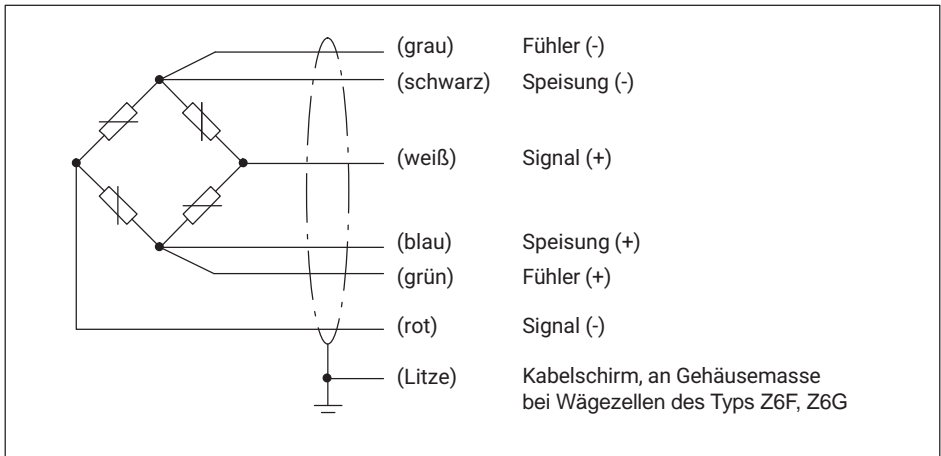 (grau) Fühler (-)
(schwarz) Speisung (-)
(weiß) Signal (+)
(blau) Speisung (+)
(grün) Fühler (+)
(rot) Signal (-)
(Litze) Kabelschirm, an Gehäusemasse
bei Wägezellen des Typs Z6F, Z6G